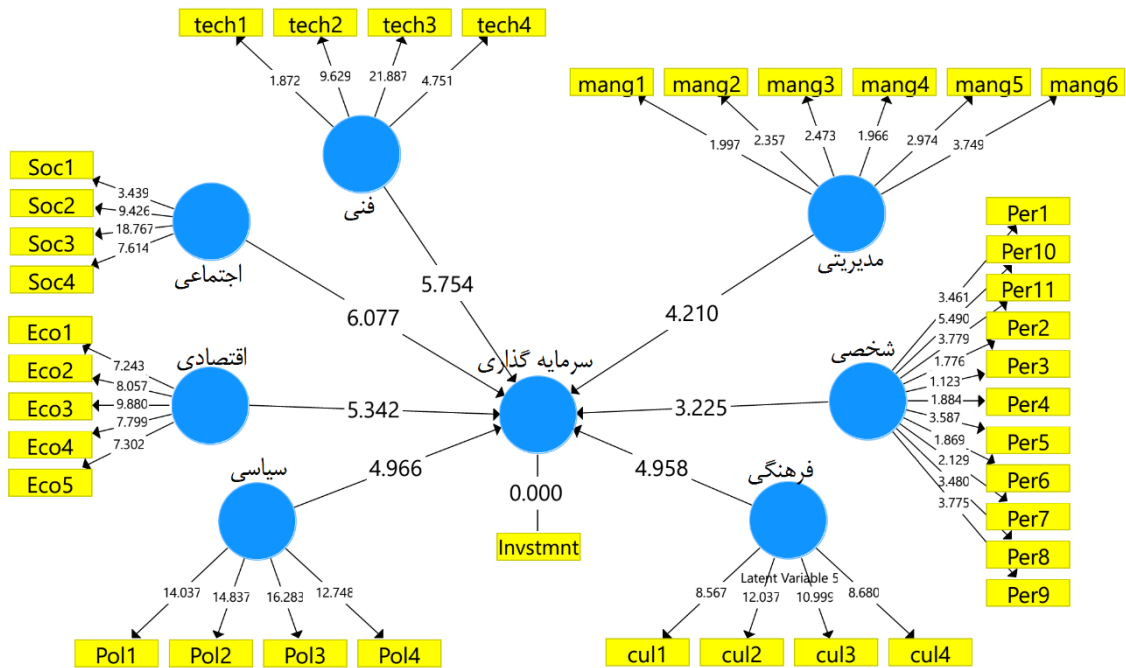 tech1 tech2 tech3 tech4
1.872 9.629 21.887 4.751
فنی
mang1 mang2 mang3 mang4 mang5 mang6
1.997 2.357 2.473 1.966 2.974 3.749
مدیریتی
Soc1
Soc2
Soc3
Soc4
3.439
9.426
18.767
7.614
اجتماعی
5.754
6.077
4.210
Per1
Per10
Per11
Per2
Per3
Per4
Per5
Per6
Per7
Per8
Per9
3.461
5.490
3.779
1.776
1.123
1.884
3.587
1.869
2.129
3.480
3.775
شخصی
Eco1
Eco2
Eco3
Eco4
Eco5
7.243
8.057
9.880
7.799
7.302
اقتصادی
سرمایه گذاری
5.342
3.225
4.966
4.958
0.000
Invstmnt
سیاسی
14.037 14.837 16.283 12.748
Pol1 Pol2 Pol3 Pol4
فرهنگی
Latent Variable 5
8.567 12.037 10.999 8.680
cul1 cul2 cul3 cul4